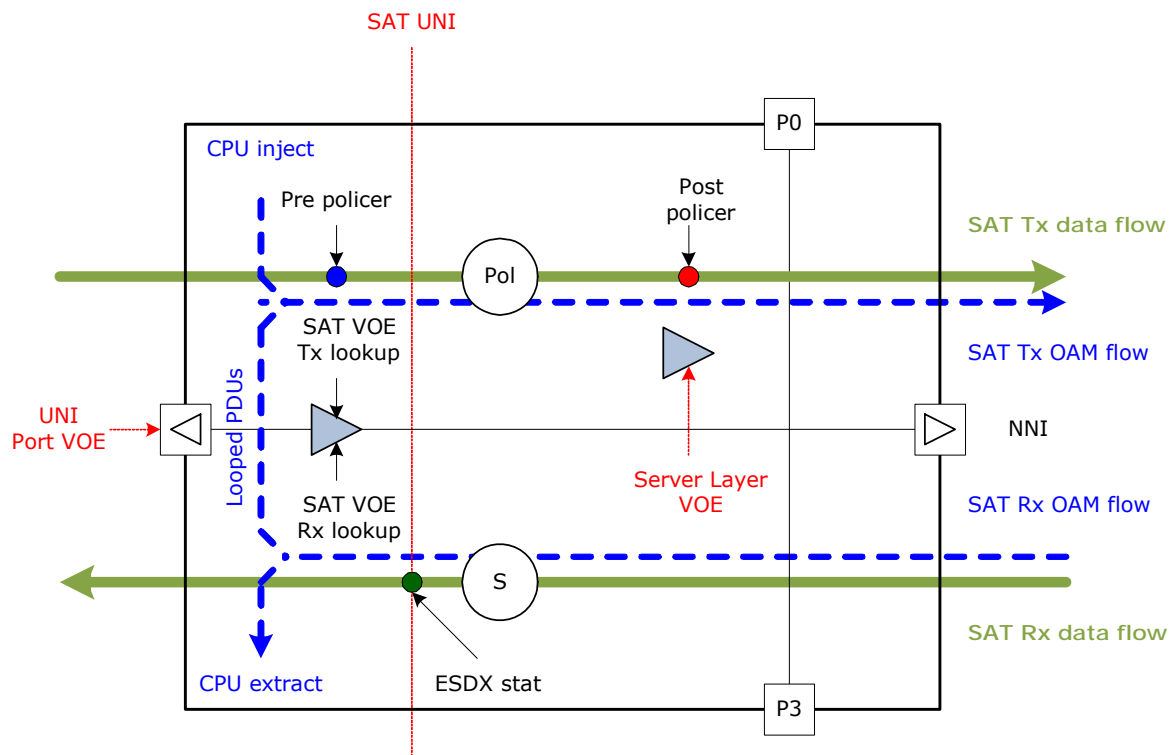 SAT UNI
P0
CPU inject
Pre policer
Post
policer
SAT Tx data flow
Pol
SAT VOE
Tx lookup
SAT Tx OAM flow
UNI
Port VOE
Looped PDUs
NNI
Server Layer
VOE
SAT VOE
Rx lookup
SAT Rx OAM flow
S
SAT Rx data flow
CPU extract
ESDX stat
P3